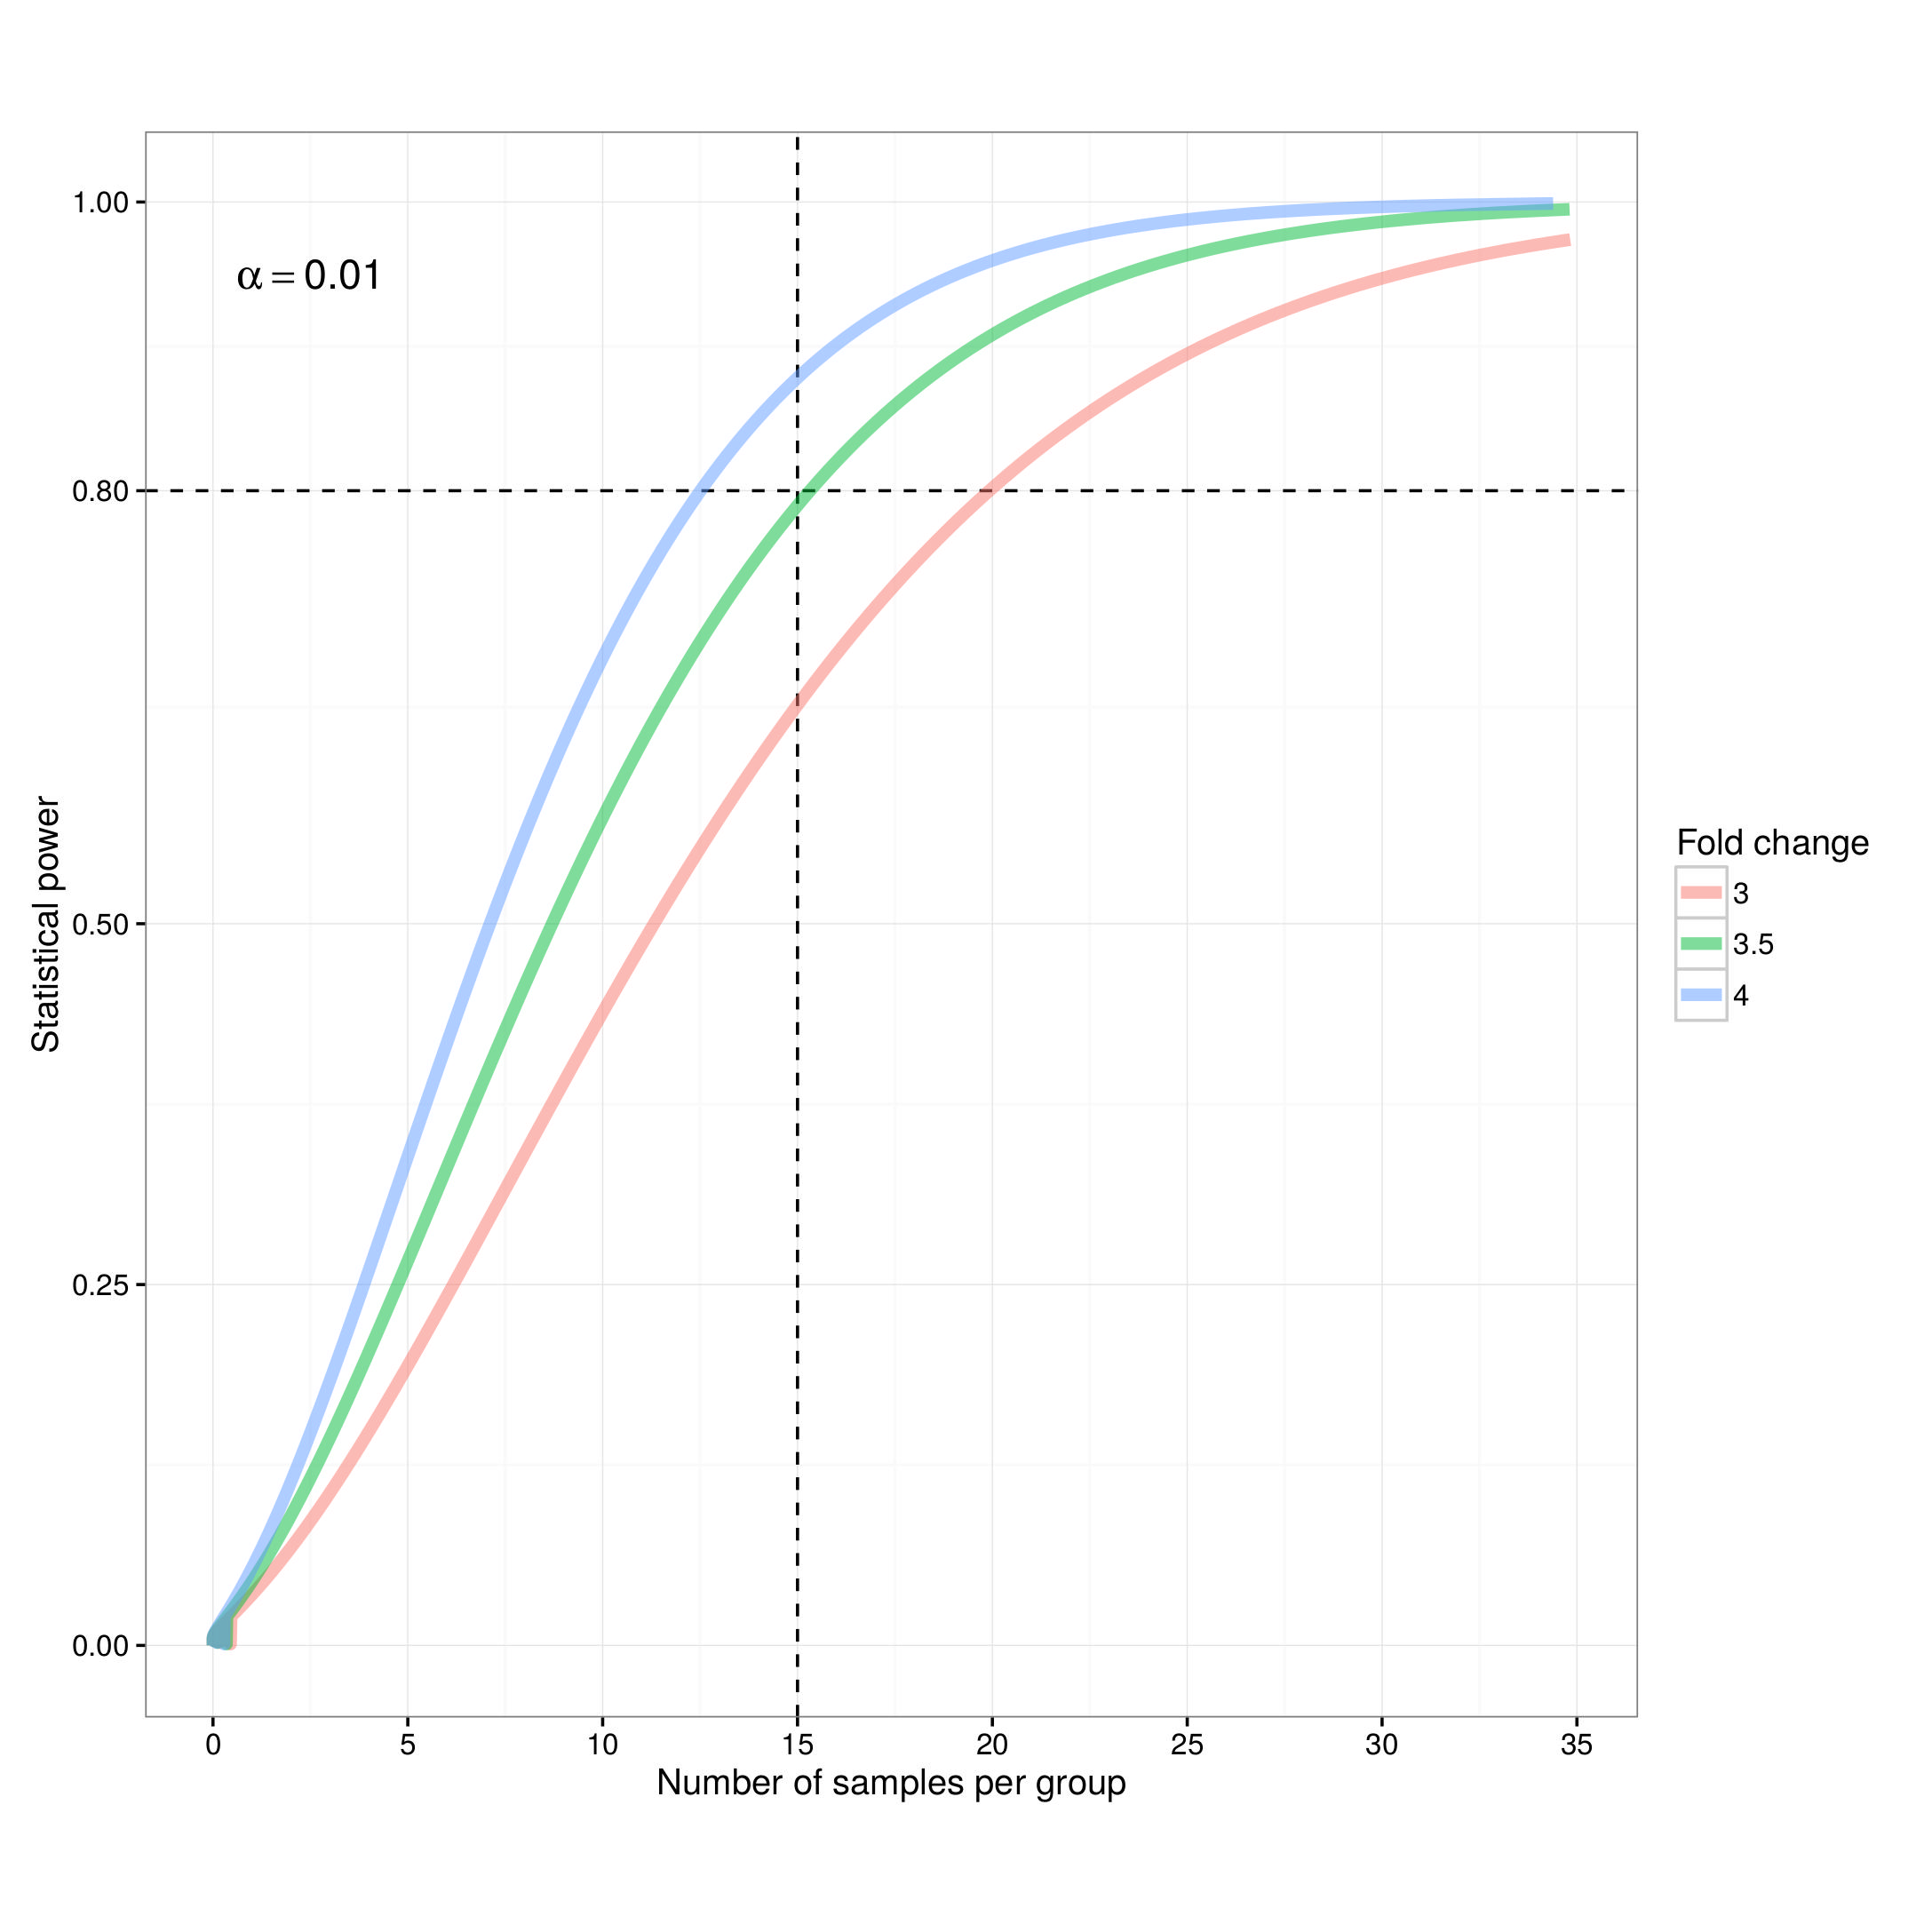 α = 0.01
1.00
0.80
0.50
0.25
0.00
Statistical power
0 5 10 15 20 25 30 35
Number of samples per group
Fold change
3
3.5
4